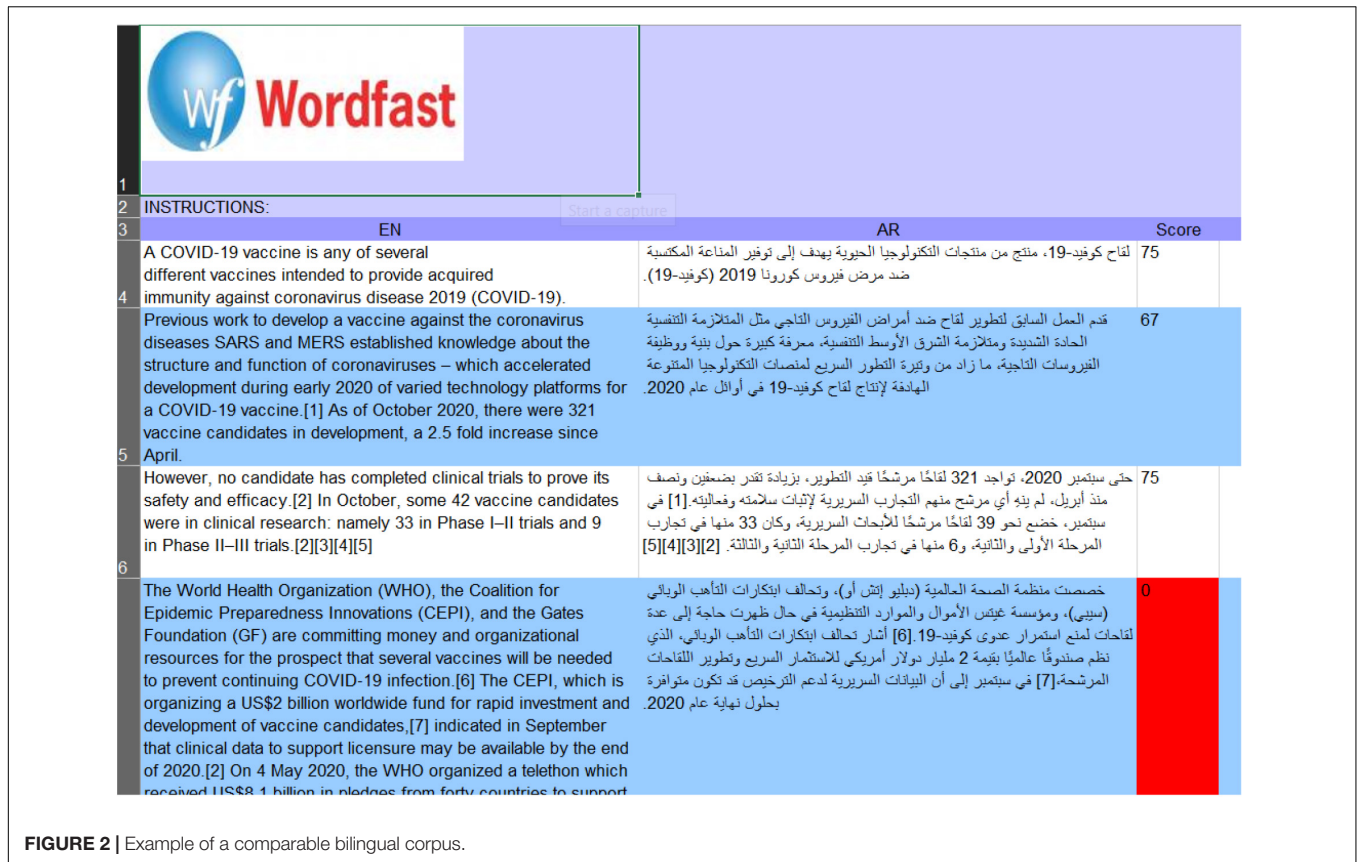 wf Wordfast
1
2 INSTRUCTIONS:
Start a capture
3 EN AR Score
A COVID-19 vaccine is any of several
different vaccines intended to provide acquired
immunity against coronavirus disease 2019 (COVID-19).
لقاح كوفيد-19، منتج من منتجات التكنولوجيا الحيوية يهدف إلى توفير المناعة المكتسبة
ضد مرض فيروس كورونا 2019 (كوفيد-19).
75
4
Previous work to develop a vaccine against the coronavirus
diseases SARS and MERS established knowledge about the
structure and function of coronaviruses – which accelerated
development during early 2020 of varied technology platforms for
a COVID-19 vaccine.[1] As of October 2020, there were 321
vaccine candidates in development, a 2.5 fold increase since
April.
قدم العمل السابق لتطوير لقاح ضد أمراض الفيروس التاجي مثل المتلازمة التنفسية
الحادة الشديدة ومتلازمة الشرق الأوسط التنفسية، معرفة كبيرة حول بنية ووظيفة
الفيروسات التاجية، ما زاد من وتيرة التطور السريع لمنصات التكنولوجيا المتنوعة
الهادفة لإنتاج لقاح كوفيد-19 في أوائل عام 2020.
67
5
However, no candidate has completed clinical trials to prove its
safety and efficacy.[2] In October, some 42 vaccine candidates
were in clinical research: namely 33 in Phase I–II trials and 9
in Phase II–III trials.[2][3][4][5]
حتى سبتمبر 2020، تواجد 321 لقاحًا مرشحًا قيد التطوير، بزيادة تقدر بضعفين ونصف
منذ أبريل، لم ينهِ أي مرشح منهم التجارب السريرية لإثبات سلامته وفعاليته.[1] في
سبتمبر، خضع نحو 39 لقاحًا مرشحًا للأبحاث السريرية، وكان 33 منها في تجارب
المرحلة الأولى والثانية، و6 منها في تجارب المرحلة الثانية والثالثة. [2][3][4][5]
75
6
The World Health Organization (WHO), the Coalition for
Epidemic Preparedness Innovations (CEPI), and the Gates
Foundation (GF) are committing money and organizational
resources for the prospect that several vaccines will be needed
to prevent continuing COVID-19 infection.[6] The CEPI, which is
organizing a US$2 billion worldwide fund for rapid investment and
development of vaccine candidates,[7] indicated in September
that clinical data to support licensure may be available by the end
of 2020.[2] On 4 May 2020, the WHO organized a telethon which
received US$8.1 billion in pledges from forty countries to support
خصصت منظمة الصحة العالمية (دبليو إتش أو)، وتحالف ابتكارات التأهب الوبائي
(سيبي)، ومؤسسة غيتس الأموال والموارد التنظيمية في حال ظهرت حاجة إلى عدة
لقاحات لمنع استمرار عدوى كوفيد-19.[6] أشار تحالف ابتكارات التأهب الوبائي، الذي
نظم صندوقًا عالميًا بقيمة 2 مليار دولار أمريكي للاستثمار السريع وتطوير اللقاحات
المرشحة،[7] في سبتمبر إلى أن البيانات السريرية لدعم الترخيص قد تكون متوافرة
بحلول نهاية عام 2020.
0
FIGURE 2 | Example of a comparable bilingual corpus.